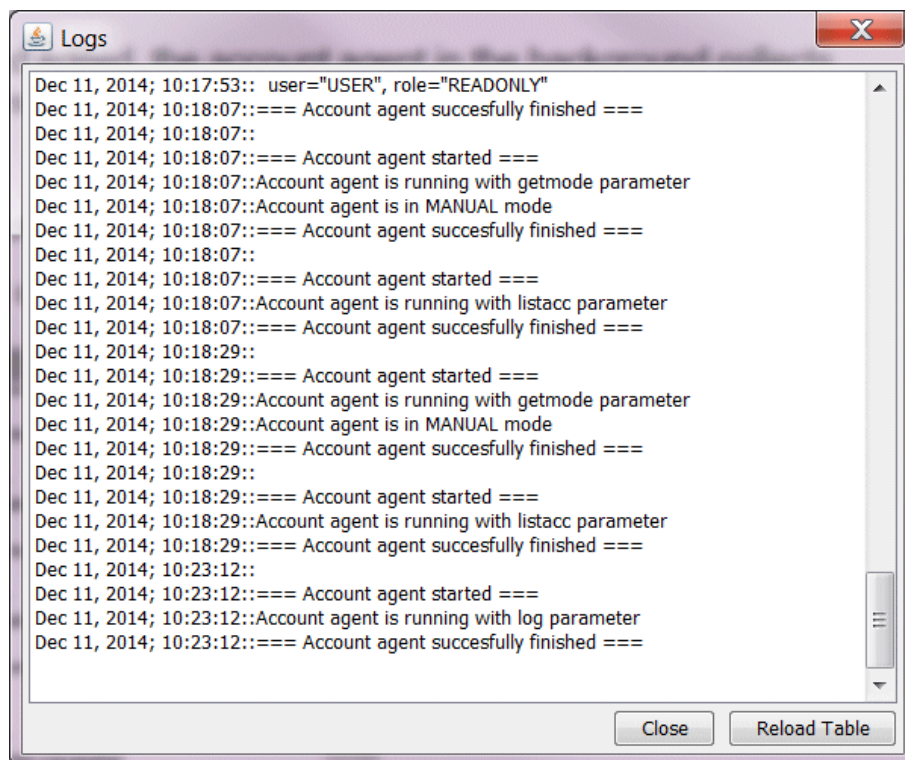 Logs
Dec 11, 2014; 10:17:53::  user="USER", role="READONLY"
Dec 11, 2014; 10:18:07::=== Account agent succesfully finished ===
Dec 11, 2014; 10:18:07::
Dec 11, 2014; 10:18:07::=== Account agent started ===
Dec 11, 2014; 10:18:07::Account agent is running with getmode parameter
Dec 11, 2014; 10:18:07::Account agent is in MANUAL mode
Dec 11, 2014; 10:18:07::=== Account agent succesfully finished ===
Dec 11, 2014; 10:18:07::
Dec 11, 2014; 10:18:07::=== Account agent started ===
Dec 11, 2014; 10:18:07::Account agent is running with listacc parameter
Dec 11, 2014; 10:18:07::=== Account agent succesfully finished ===
Dec 11, 2014; 10:18:29::
Dec 11, 2014; 10:18:29::=== Account agent started ===
Dec 11, 2014; 10:18:29::Account agent is running with getmode parameter
Dec 11, 2014; 10:18:29::Account agent is in MANUAL mode
Dec 11, 2014; 10:18:29::=== Account agent succesfully finished ===
Dec 11, 2014; 10:18:29::
Dec 11, 2014; 10:18:29::=== Account agent started ===
Dec 11, 2014; 10:18:29::Account agent is running with listacc parameter
Dec 11, 2014; 10:18:29::=== Account agent succesfully finished ===
Dec 11, 2014; 10:23:12::
Dec 11, 2014; 10:23:12::=== Account agent started ===
Dec 11, 2014; 10:23:12::Account agent is running with log parameter
Dec 11, 2014; 10:23:12::=== Account agent succesfully finished ===
Close Reload Table